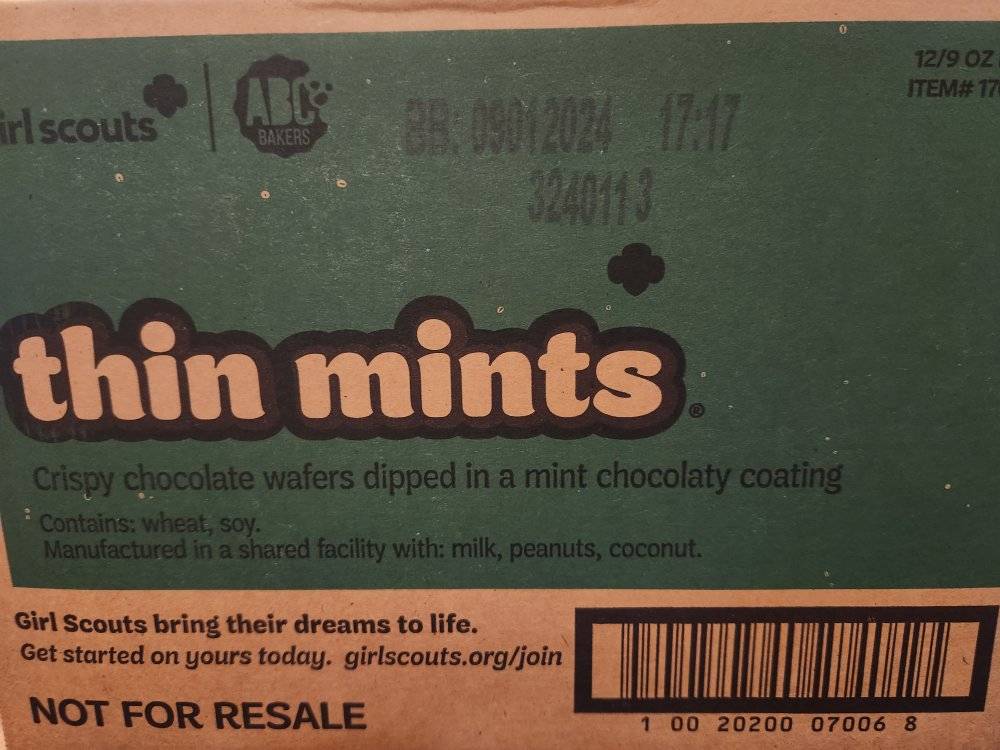 12/9 OZ
ITEM# 17
irl scouts
ABC
BAKERS
BB: 09012024 17:17
3240113
thin mints®
Crispy chocolate wafers dipped in a mint chocolaty coating
Contains: wheat, soy.
Manufactured in a shared facility with: milk, peanuts, coconut.
Girl Scouts bring their dreams to life.
Get started on yours today. girlscouts.org/join
NOT FOR RESALE
1 00 20200 07006 8